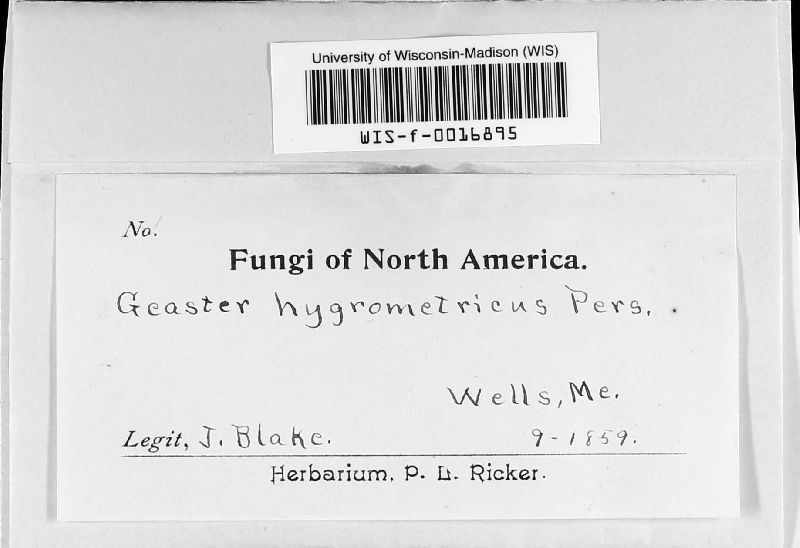 University of Wisconsin-Madison (WIS)
WIS-f-0016895
No.
Fungi of North America.
Geaster hygrometricus Pers.
Wells, Me.
Legit, J. Blake.
9-1859.
Herbarium. P. L. Ricker.